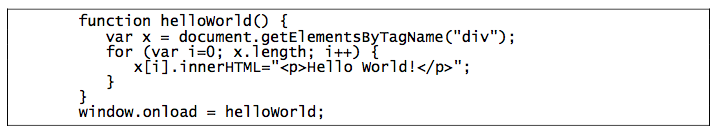 function helloWorld() {
var x = document.getElementsByTagName("div");
for (var i=0; x.length; i++) {
x[i].innerHTML="<p>Hello World!</p>";
}
}
window.onload = helloWorld;